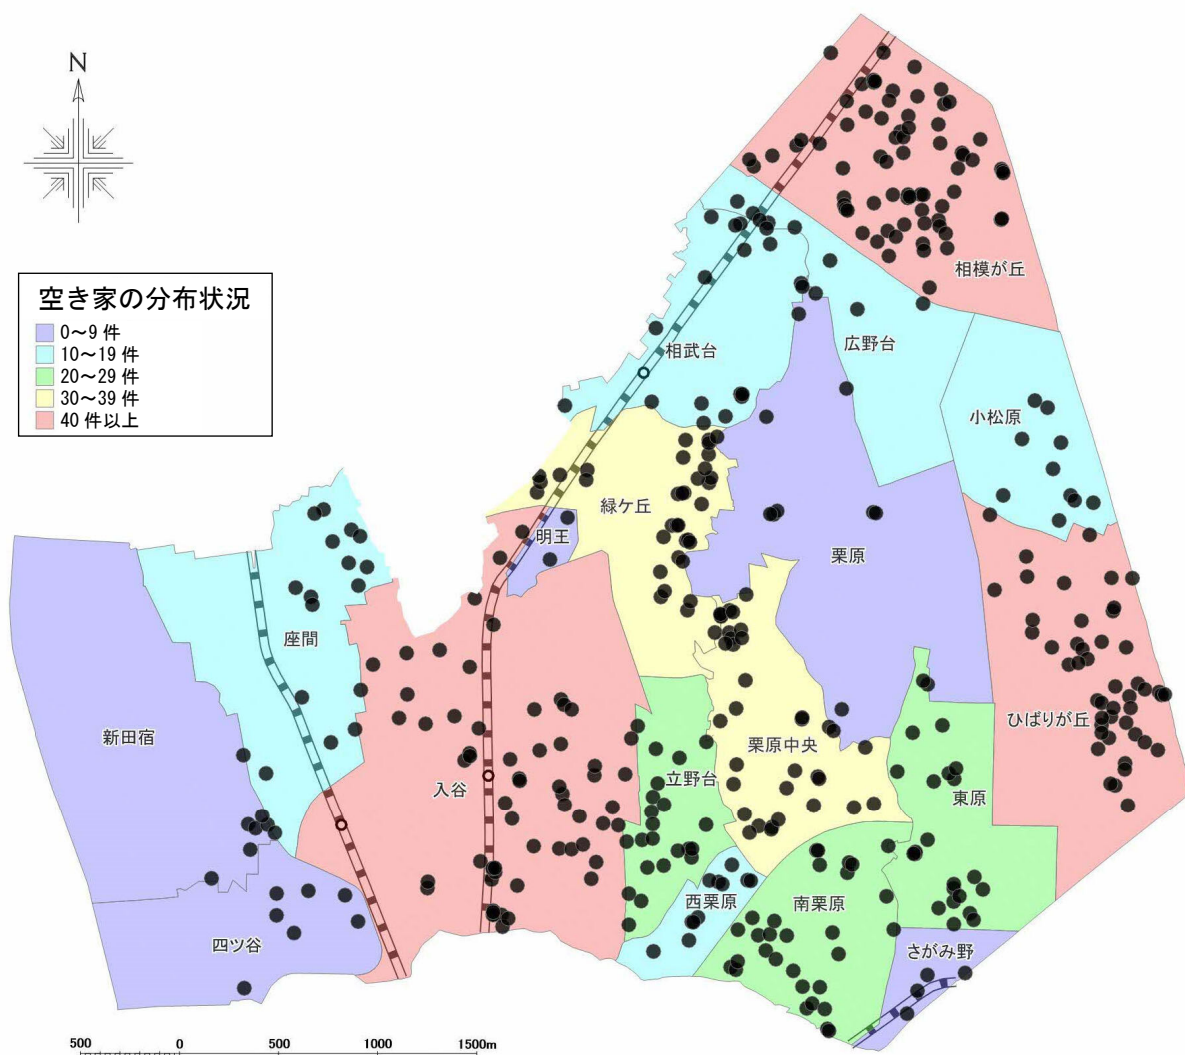 N
空き家の分布状況
0～9 件
10～19 件
20～29 件
30～39 件
40 件以上
相模が丘
相武台
広野台
小松原
緑ケ丘
明王
栗原
座間
新田宿
ひばりが丘
栗原中央
入谷
立野台
東原
西栗原
南栗原
四ツ谷
さがみ野
500 0 500 1000 1500m